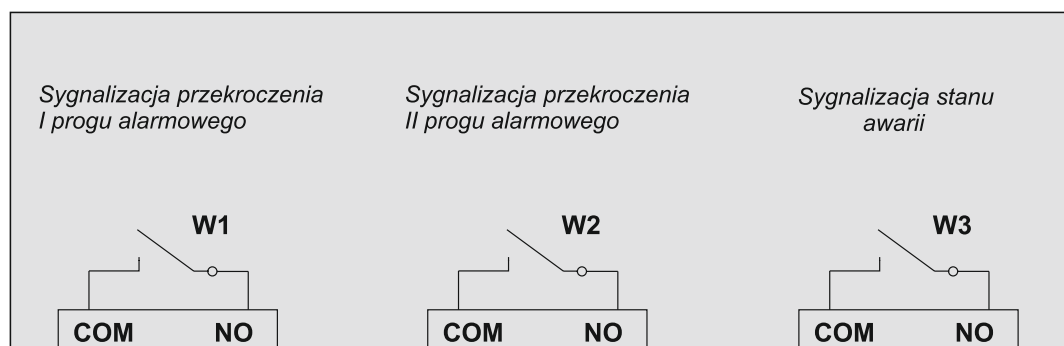 Sygnalizacja przekroczenia
I progu alarmowego
Sygnalizacja przekroczenia
II progu alarmowego
Sygnalizacja stanu
awarii
W1
W2
W3
COM NO
COM NO
COM NO